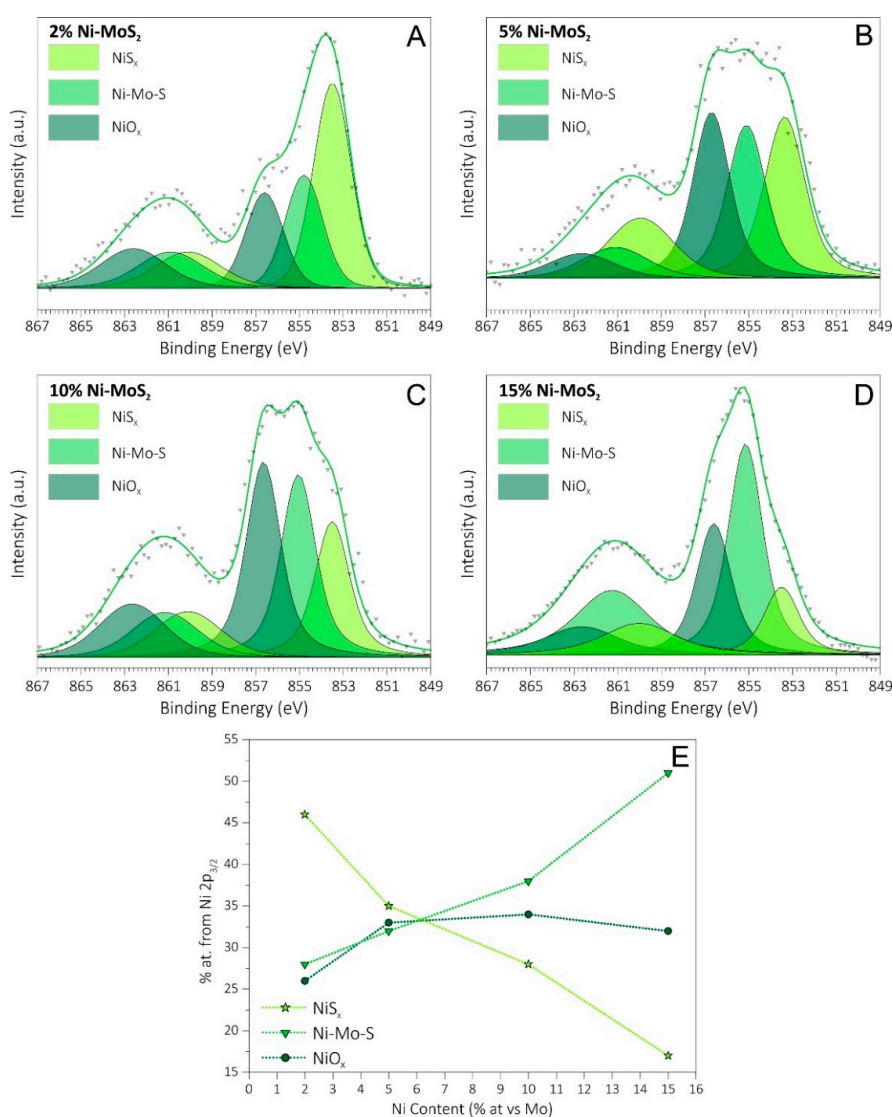 2% Ni-MoS₂
A
NiSₓ
Ni-Mo-S
NiOₓ
Intensity (a.u.)
867 865 863 861 859 857 855 853 851 849
Binding Energy (eV)
5% Ni-MoS₂
B
NiSₓ
Ni-Mo-S
NiOₓ
Intensity (a.u.)
867 865 863 861 859 857 855 853 851 849
Binding Energy (eV)
10% Ni-MoS₂
C
NiSₓ
Ni-Mo-S
NiOₓ
Intensity (a.u.)
867 865 863 861 859 857 855 853 851 849
Binding Energy (eV)
15% Ni-MoS₂
D
NiSₓ
Ni-Mo-S
NiOₓ
Intensity (a.u.)
867 865 863 861 859 857 855 853 851 849
Binding Energy (eV)
E
% at. from Ni 2p₃/₂
55
50
45
40
35
30
25
20
15
NiSₓ
Ni-Mo-S
NiOₓ
0 1 2 3 4 5 6 7 8 9 10 11 12 13 14 15 16
Ni Content (% at vs Mo)